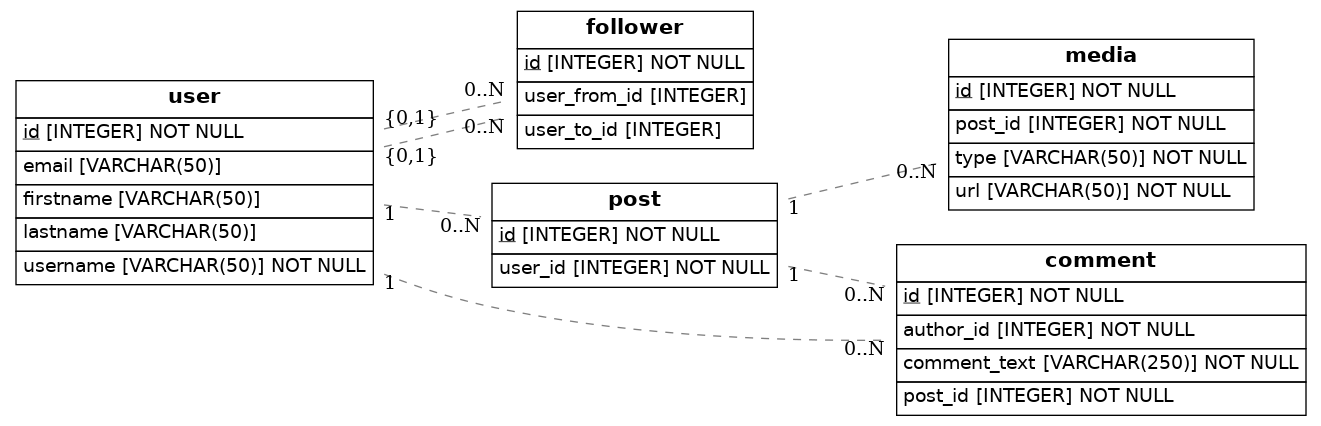 user
id [INTEGER] NOT NULL
email [VARCHAR(50)]
firstname [VARCHAR(50)]
lastname [VARCHAR(50)]
username [VARCHAR(50)] NOT NULL
{0,1}
0..N
{0,1}
0..N
1
0..N
1
0..N
follower
id [INTEGER] NOT NULL
user_from_id [INTEGER]
user_to_id [INTEGER]
post
id [INTEGER] NOT NULL
user_id [INTEGER] NOT NULL
1
0..N
1
0..N
media
id [INTEGER] NOT NULL
post_id [INTEGER] NOT NULL
type [VARCHAR(50)] NOT NULL
url [VARCHAR(50)] NOT NULL
comment
id [INTEGER] NOT NULL
author_id [INTEGER] NOT NULL
comment_text [VARCHAR(250)] NOT NULL
post_id [INTEGER] NOT NULL